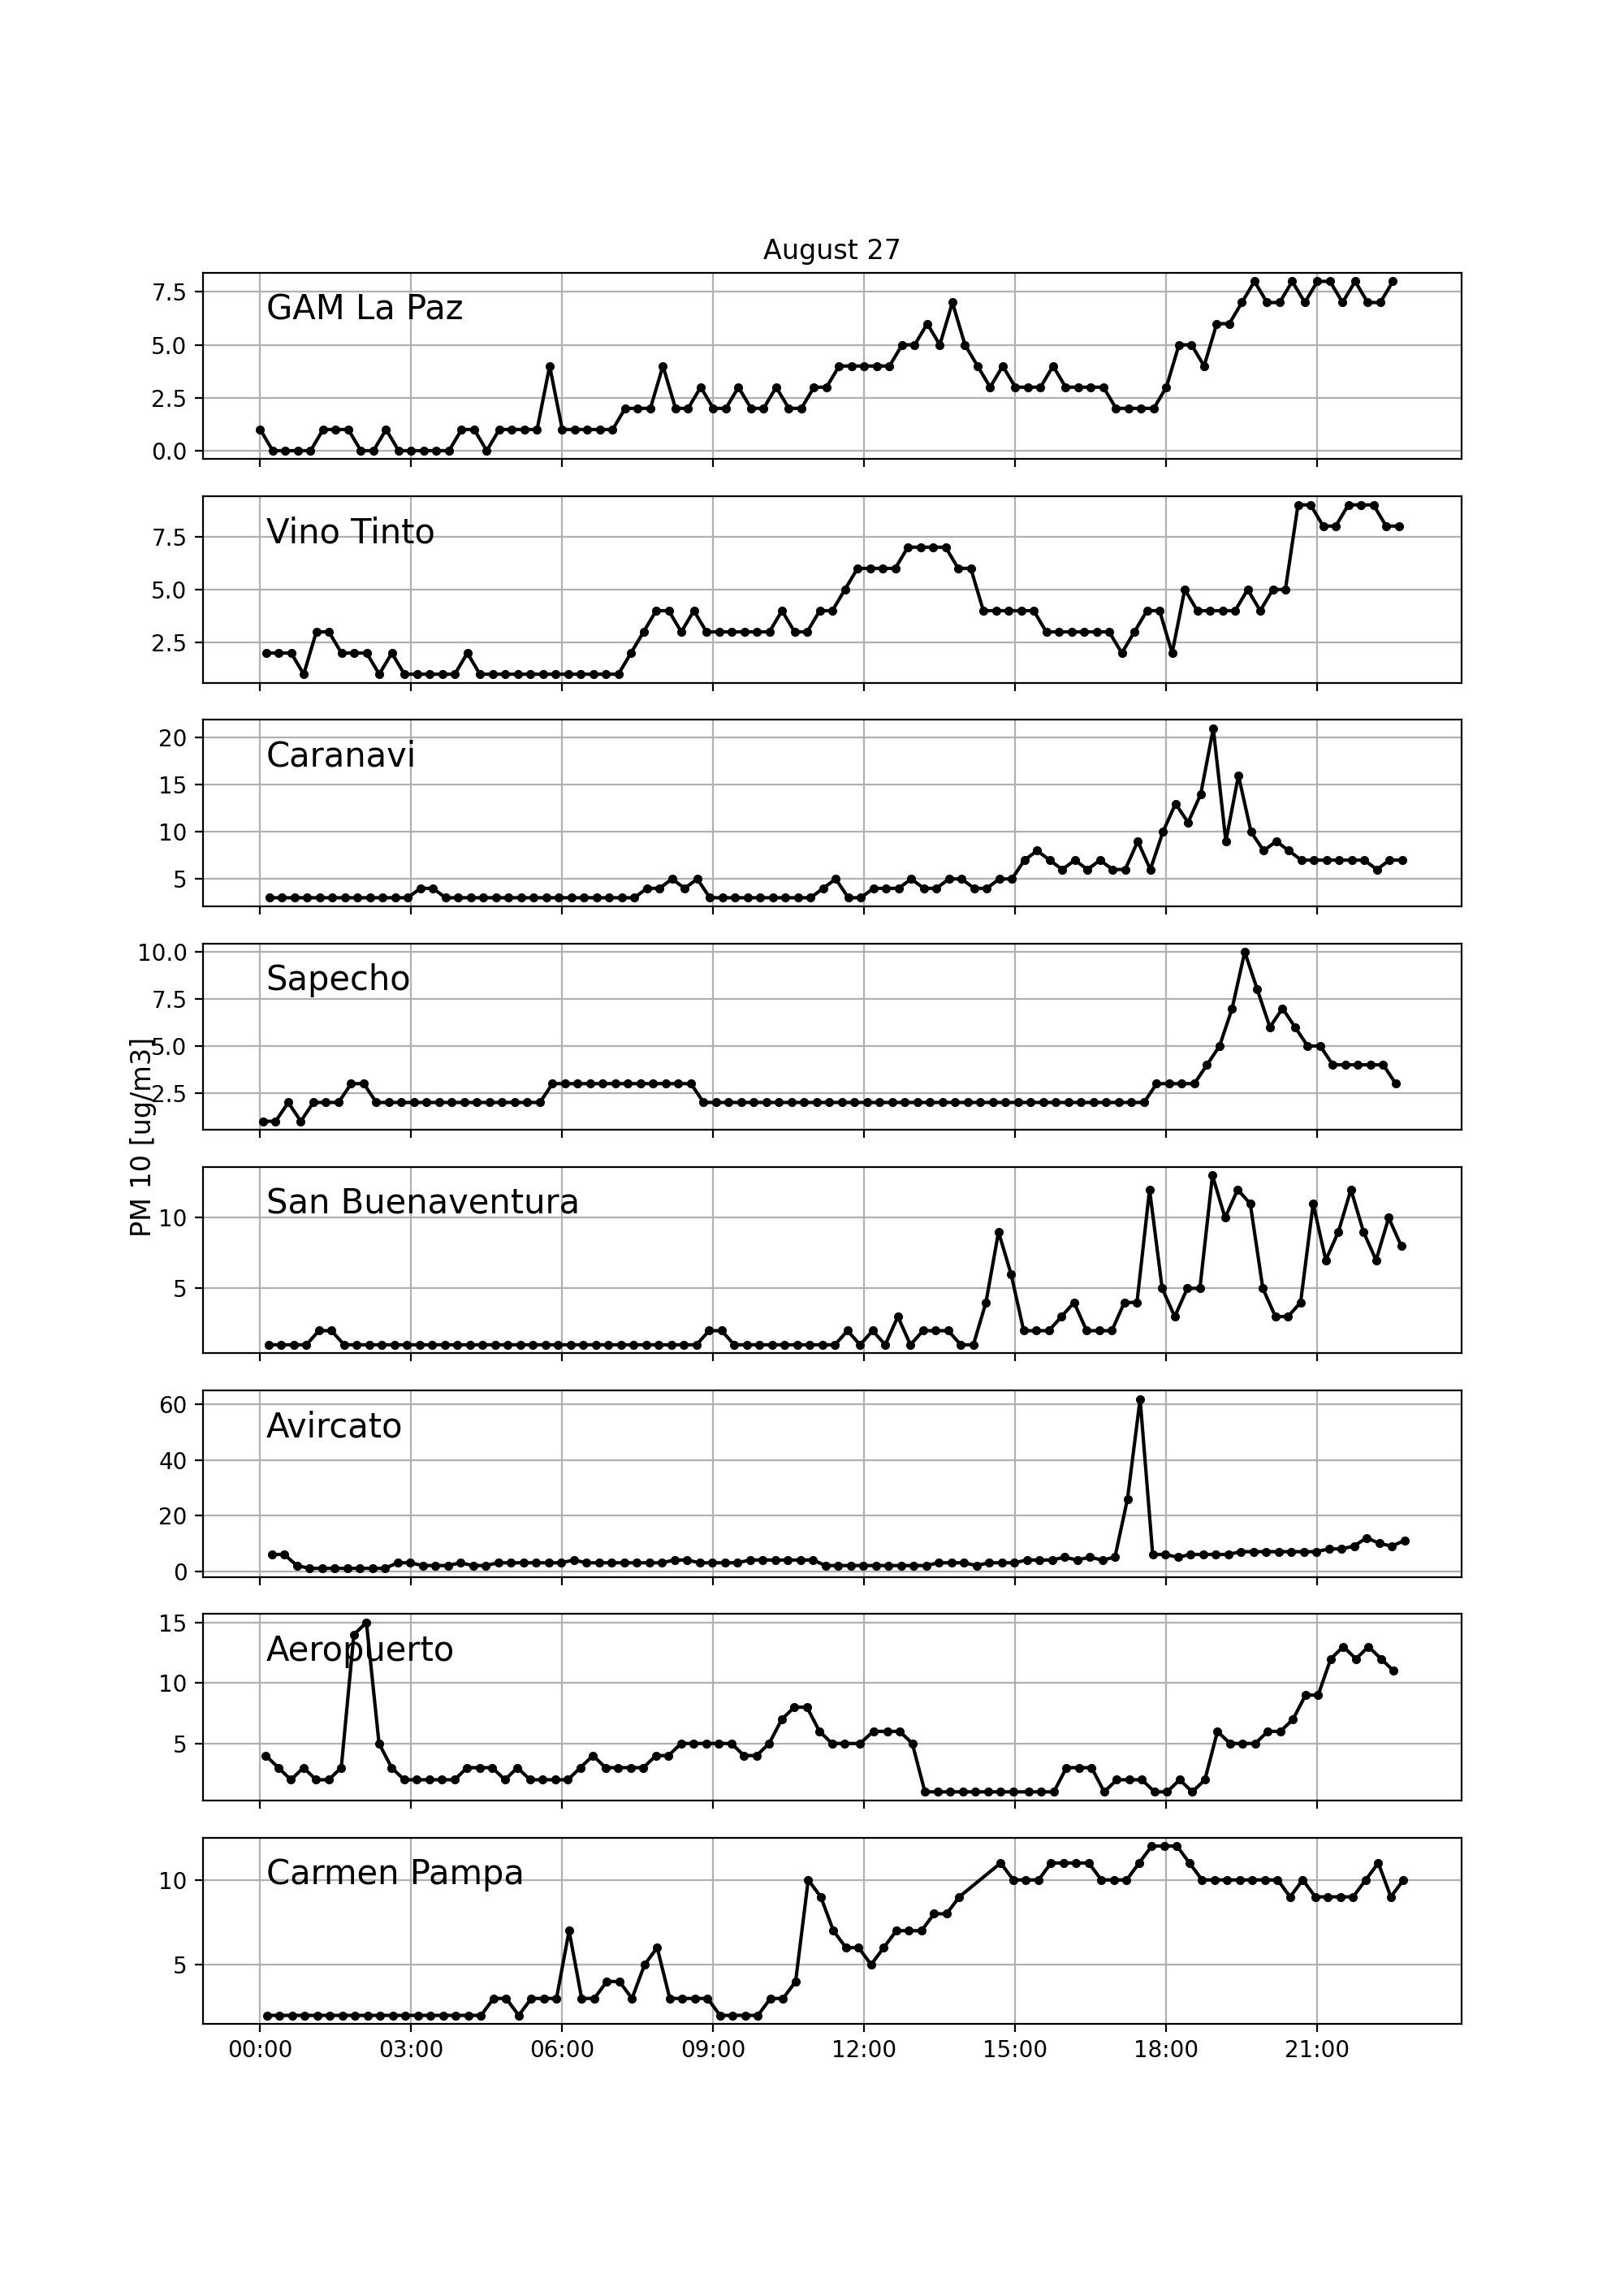 August 27
GAM La Paz
7.5
5.0
2.5
0.0
Vino Tinto
7.5
5.0
2.5
Caranavi
20
15
10
5
Sapecho
10.0
7.5
5.0
2.5
PM 10 [ug/m3]
San Buenaventura
10
5
Avircato
60
40
20
0
Aeropuerto
15
10
5
Carmen Pampa
10
5
00:00 03:00 06:00 09:00 12:00 15:00 18:00 21:00